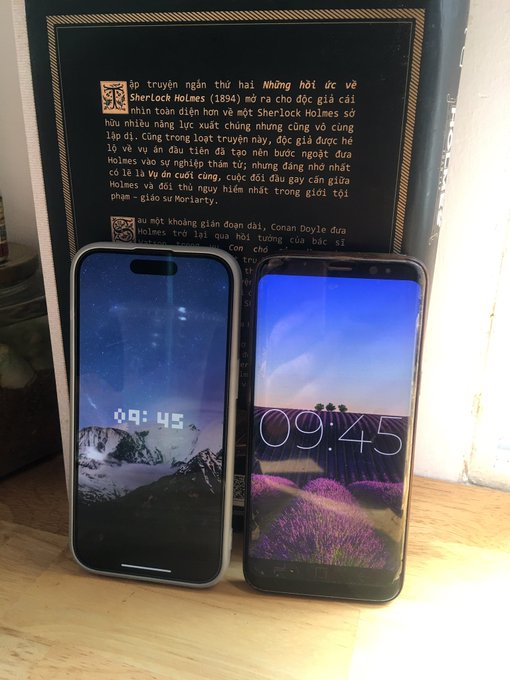 Tập truyện ngắn thứ hai Những hồi ức về
Sherlock Holmes (1894) mở ra cho độc giả cái
nhìn toàn diện hơn về một Sherlock Holmes sở
hữu nhiều năng lực xuất chúng nhưng cũng vô cùng
lập dị. Cũng trong loạt truyện này, độc giả được hé
lộ về vụ án đầu tiên đã tạo nên bước ngoặt đưa
Holmes vào sự nghiệp thám tử; nhưng đáng nhớ nhất
có lẽ là Vụ án cuối cùng, cuộc đối đầu gay cấn giữa
Holmes và đối thủ nguy hiểm nhất trong giới tội
phạm – giáo sư Moriarty.
Sau một khoảng gián đoạn dài, Conan Doyle đưa
Holmes trở lại qua hồi tưởng của bác sĩ
Con chó
09:45
09:45